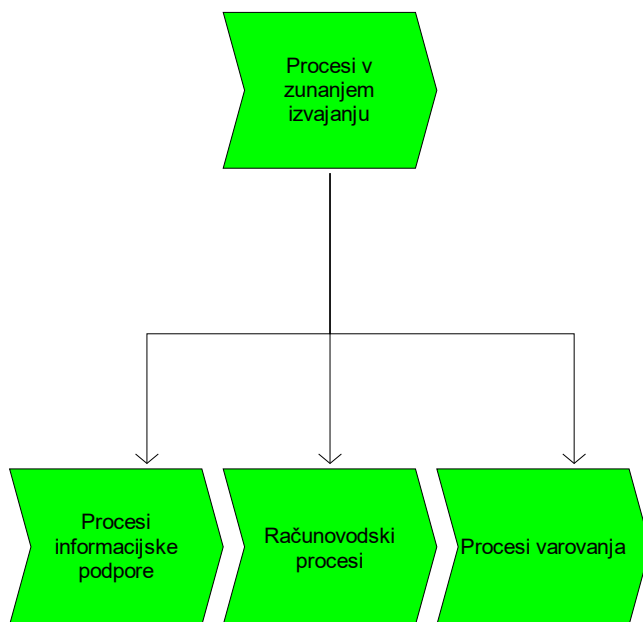 Procesi v
zunanjem
izvajanju
Procesi
informacijske
podpore
Računovodski
procesi
Procesi varovanja